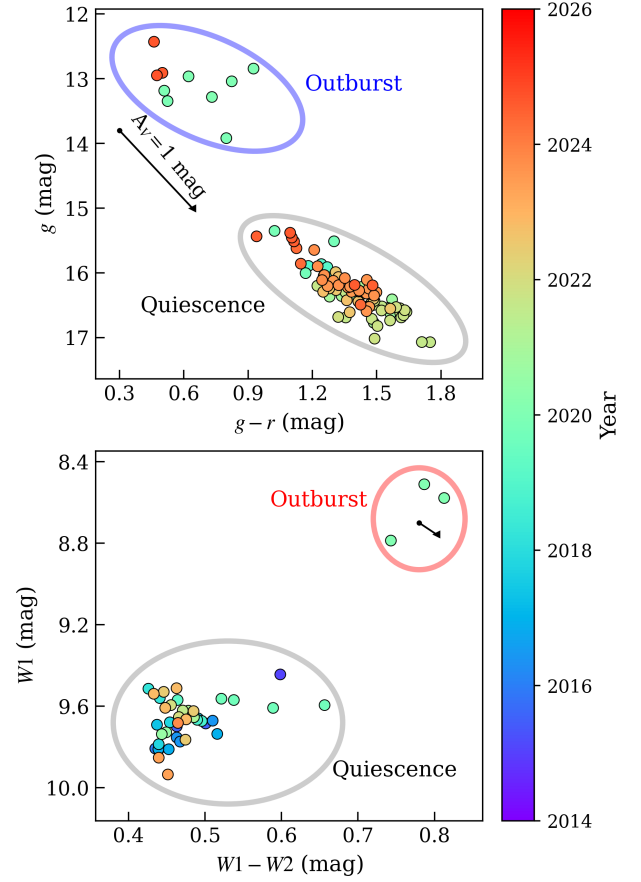 12
13
14
15
16
17
g (mag)
Outburst
A_V = 1 mag
Quiescence
0.3 0.6 0.9 1.2 1.5 1.8
g − r (mag)
8.4
8.8
9.2
9.6
10.0
W1 (mag)
Outburst
Quiescence
0.4 0.5 0.6 0.7 0.8
W1 − W2 (mag)
2026
2024
2022
2020
2018
2016
2014
Year